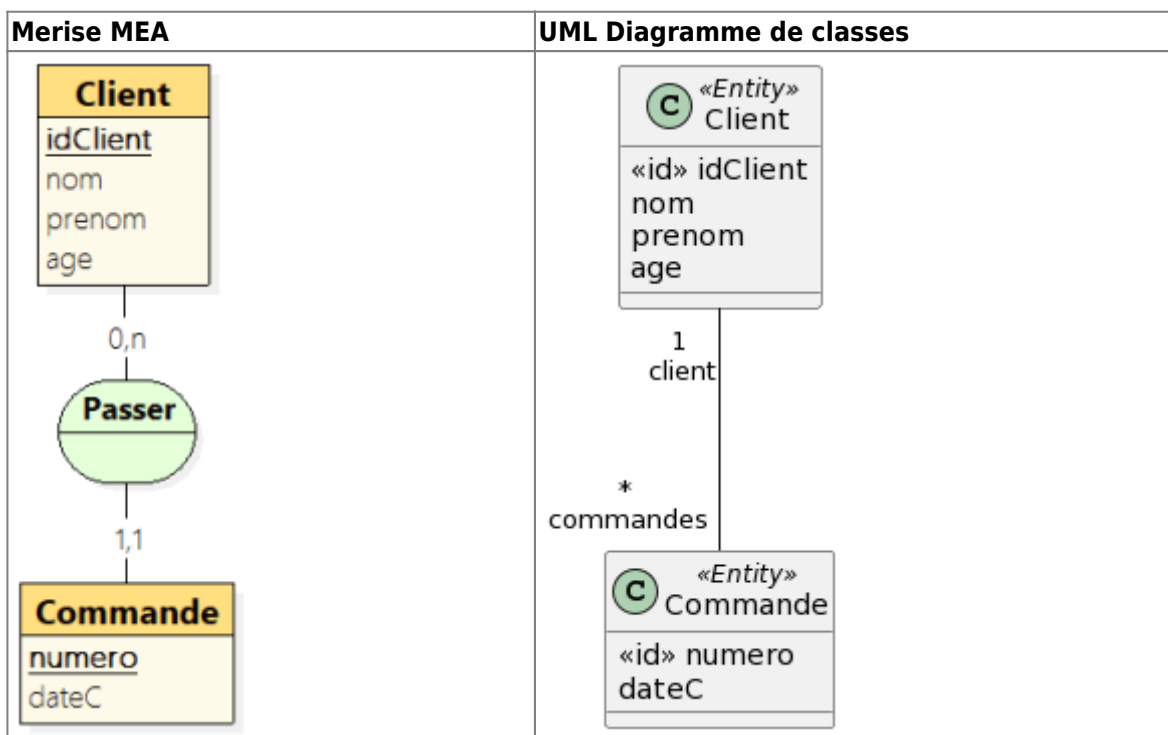 Merise MEA
UML Diagramme de classes
Client
idClient
nom
prenom
age
0,n
Passer
1,1
Commande
numero
dateC
C
«Entity»
Client
«id» idClient
nom
prenom
age
1
client
*
commandes
C
«Entity»
Commande
«id» numero
dateC